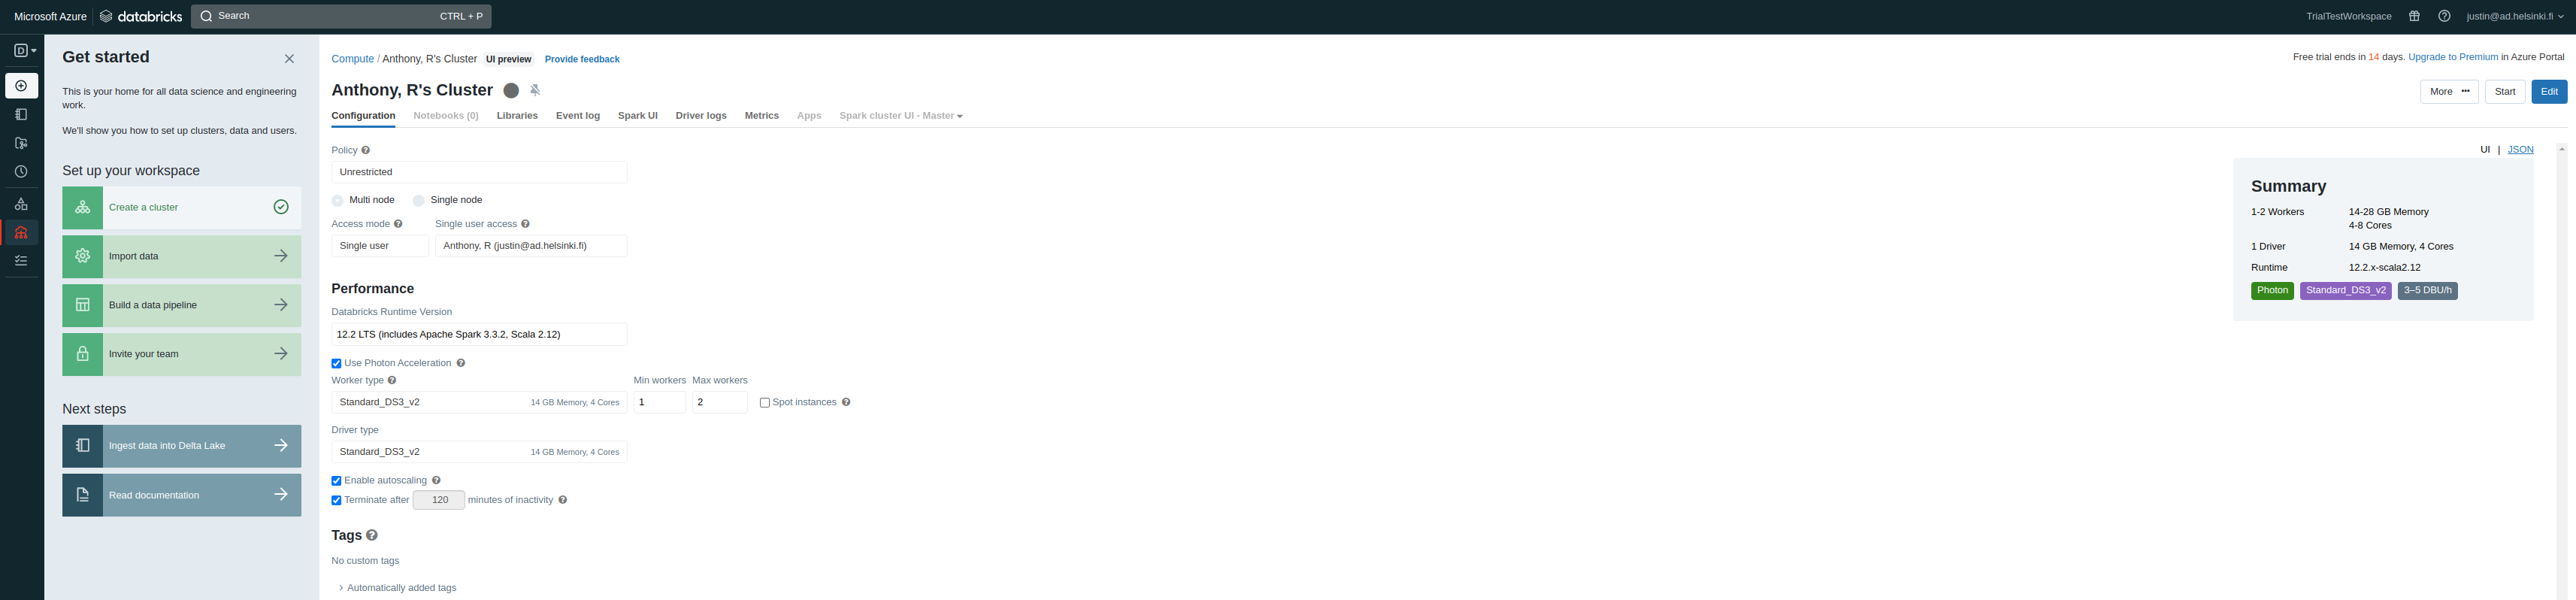 Microsoft Azure databricks Search CTRL + P TrialTestWorkspace justin@ad.helsinki.fi
D
Get started
This is your home for all data science and engineering
work.
We'll show you how to set up clusters, data and users.
Set up your workspace
Create a cluster
Import data
Build a data pipeline
Invite your team
Next steps
Ingest data into Delta Lake
Read documentation
Compute / Anthony, R's Cluster UI preview Provide feedback
Free trial ends in 14 days. Upgrade to Premium in Azure Portal
Anthony, R's Cluster
More ••• Start Edit
Configuration Notebooks (0) Libraries Event log Spark UI Driver logs Metrics Apps Spark cluster UI - Master
Policy ?
Unrestricted
Multi node Single node
Access mode ? Single user access ?
Single user Anthony, R (justin@ad.helsinki.fi)
Performance
Databricks Runtime Version
12.2 LTS (includes Apache Spark 3.3.2, Scala 2.12)
Use Photon Acceleration ?
Worker type ? Min workers Max workers
Standard_DS3_v2 14 GB Memory, 4 Cores 1 2 Spot instances ?
Driver type
Standard_DS3_v2 14 GB Memory, 4 Cores
Enable autoscaling ?
Terminate after 120 minutes of inactivity ?
Tags ?
No custom tags
Automatically added tags
UI | JSON
Summary
1-2 Workers 14-28 GB Memory
4-8 Cores
1 Driver 14 GB Memory, 4 Cores
Runtime 12.2.x-scala2.12
Photon Standard_DS3_v2 3–5 DBU/h